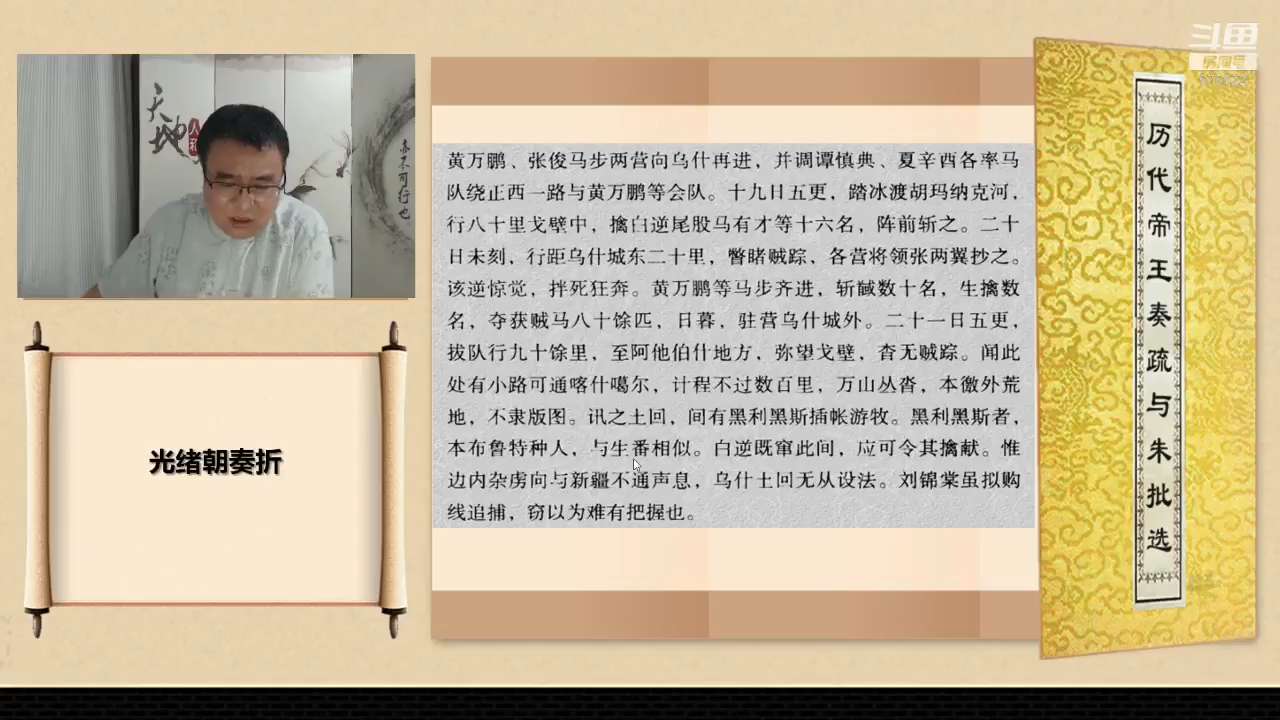 斗鱼
房间号
天地
人和
亦不可行也
黄万鹏、张俊马步两营向乌什再进，并调谭慎典、夏辛酉各率马
队绕正西一路与黄万鹏等会队。十九日五更，踏冰渡胡玛纳克河，
行八十里戈壁中，擒白逆尾股马有才等十六名，阵前斩之。二十
日未刻，行距乌什城东二十里，瞥睹贼踪，各营将领张两翼抄之。
该逆惊觉，拌死狂奔。黄万鹏等马步齐进，斩馘数十名，生擒数
名，夺获贼马八十馀匹，日暮，驻营乌什城外。二十一日五更，
拔队行九十馀里，至阿他伯什地方，弥望戈壁，杳无贼踪。闻此
处有小路可通喀什噶尔，计程不过数百里，万山丛沓，本徼外荒
地，不隶版图。讯之土回，间有黑利黑斯插帐游牧。黑利黑斯者，
本布鲁特种人，与生番相似。白逆既窜此间，应可令其擒献。惟
边内杂虏向与新疆不通声息，乌什土回无从设法。刘锦棠虽拟购
线追捕，窃以为难有把握也。
光绪朝奏折
历代帝王奏疏与朱批选